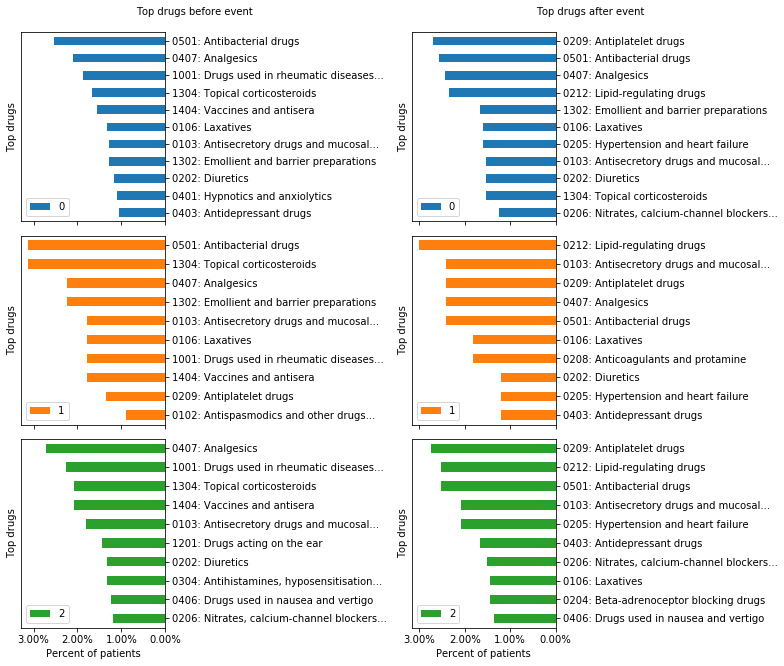 Top drugs before event
Top drugs
0501: Antibacterial drugs
0407: Analgesics
1001: Drugs used in rheumatic diseases...
1304: Topical corticosteroids
1404: Vaccines and antisera
0106: Laxatives
0103: Antisecretory drugs and mucosal...
1302: Emollient and barrier preparations
0202: Diuretics
0401: Hypnotics and anxiolytics
0403: Antidepressant drugs
0
Top drugs after event
Top drugs
0209: Antiplatelet drugs
0501: Antibacterial drugs
0407: Analgesics
0212: Lipid-regulating drugs
1302: Emollient and barrier preparations
0106: Laxatives
0205: Hypertension and heart failure
0103: Antisecretory drugs and mucosal...
0202: Diuretics
1304: Topical corticosteroids
0206: Nitrates, calcium-channel blockers...
0
Top drugs
0501: Antibacterial drugs
1304: Topical corticosteroids
0407: Analgesics
1302: Emollient and barrier preparations
0103: Antisecretory drugs and mucosal...
0106: Laxatives
1001: Drugs used in rheumatic diseases...
1404: Vaccines and antisera
0209: Antiplatelet drugs
0102: Antispasmodics and other drugs...
1
Top drugs
0212: Lipid-regulating drugs
0103: Antisecretory drugs and mucosal...
0209: Antiplatelet drugs
0407: Analgesics
0501: Antibacterial drugs
0106: Laxatives
0208: Anticoagulants and protamine
0202: Diuretics
0205: Hypertension and heart failure
0403: Antidepressant drugs
1
Top drugs
0407: Analgesics
1001: Drugs used in rheumatic diseases...
1304: Topical corticosteroids
1404: Vaccines and antisera
0103: Antisecretory drugs and mucosal...
1201: Drugs acting on the ear
0202: Diuretics
0304: Antihistamines, hyposensitisation...
0406: Drugs used in nausea and vertigo
0206: Nitrates, calcium-channel blockers...
2
3.00% 2.00% 1.00% 0.00%
Percent of patients
Top drugs
0209: Antiplatelet drugs
0212: Lipid-regulating drugs
0501: Antibacterial drugs
0103: Antisecretory drugs and mucosal...
0205: Hypertension and heart failure
0403: Antidepressant drugs
0206: Nitrates, calcium-channel blockers...
0106: Laxatives
0204: Beta-adrenoceptor blocking drugs
0406: Drugs used in nausea and vertigo
2
3.00% 2.00% 1.00% 0.00%
Percent of patients